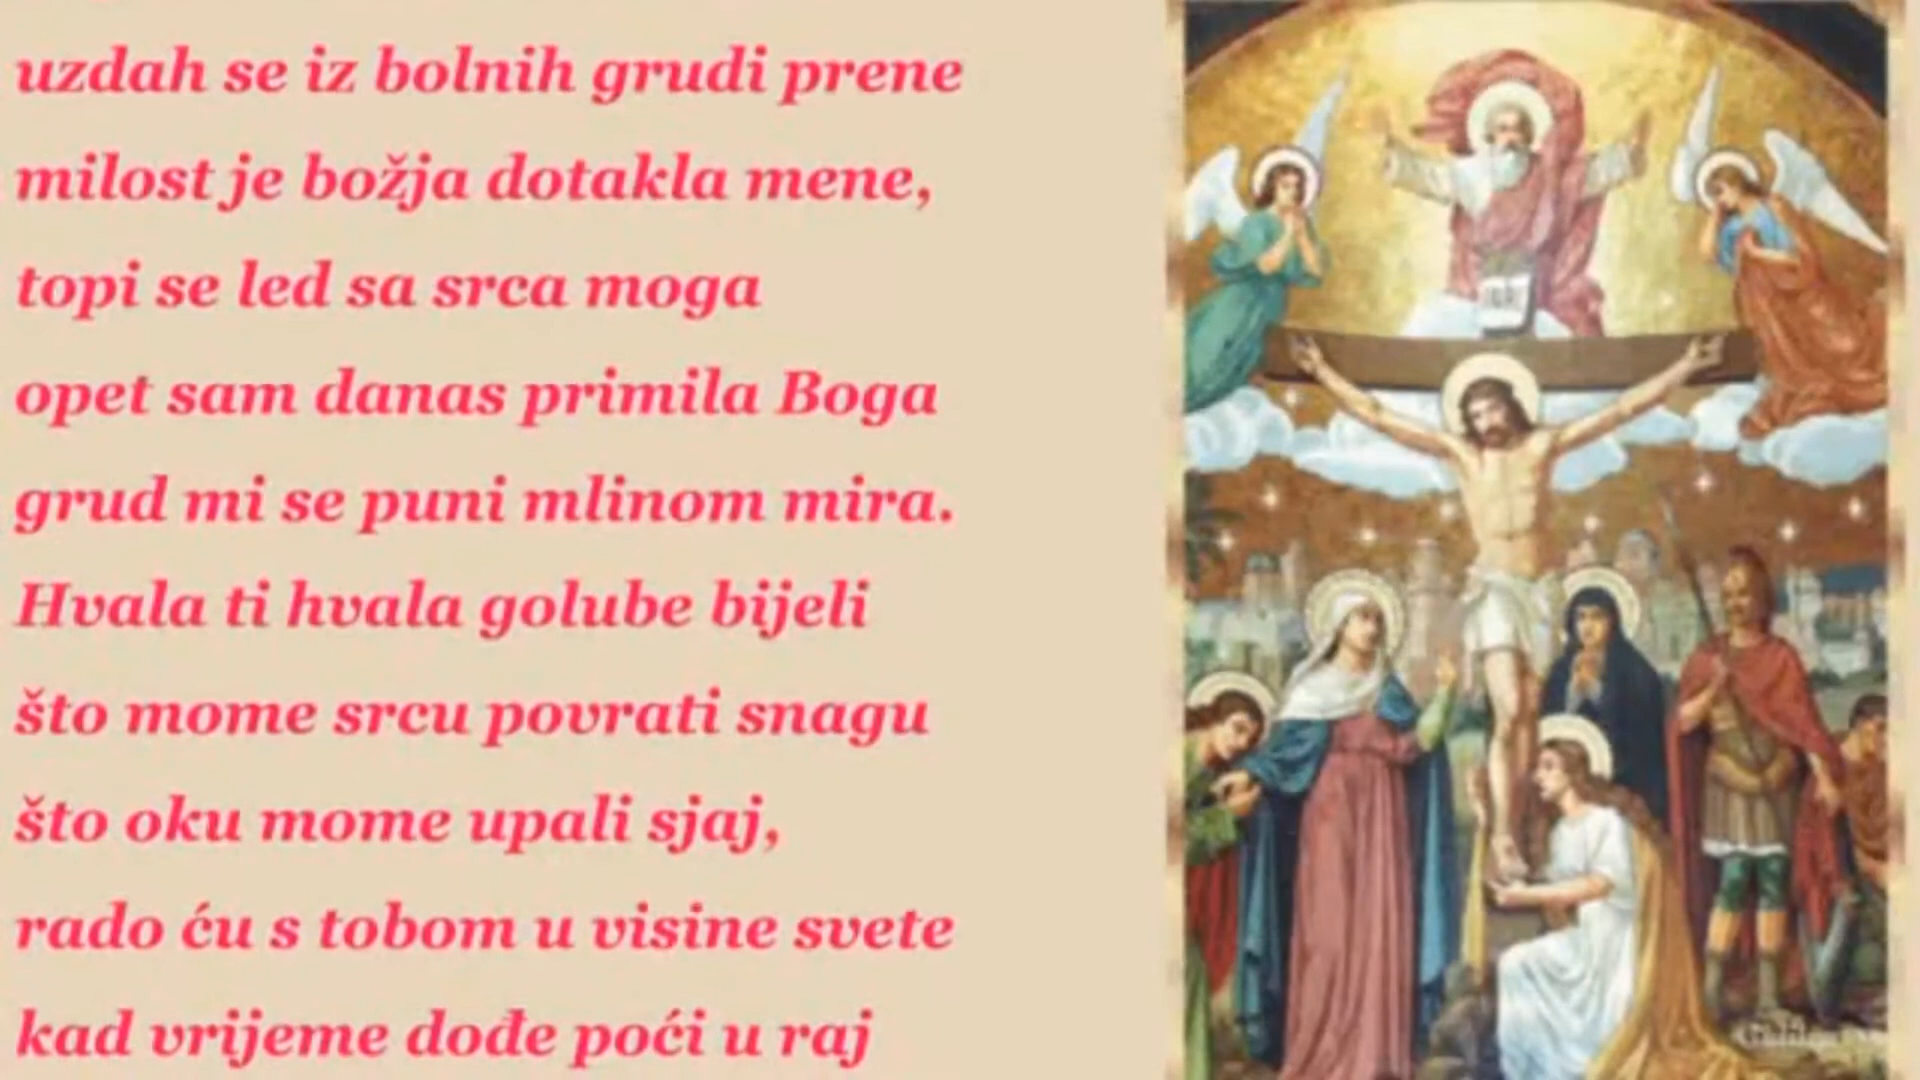 uzdah se iz bolnih grudi prene
milost je božja dotakla mene,
topi se led sa srca moga
opet sam danas primila Boga
grud mi se puni mlinom mira.
Hvala ti hvala golube bijeli
što mome srcu povrati snagu
što oku mome upali sjaj,
rado ću s tobom u visine svete
kad vrijeme dođe poći u raj